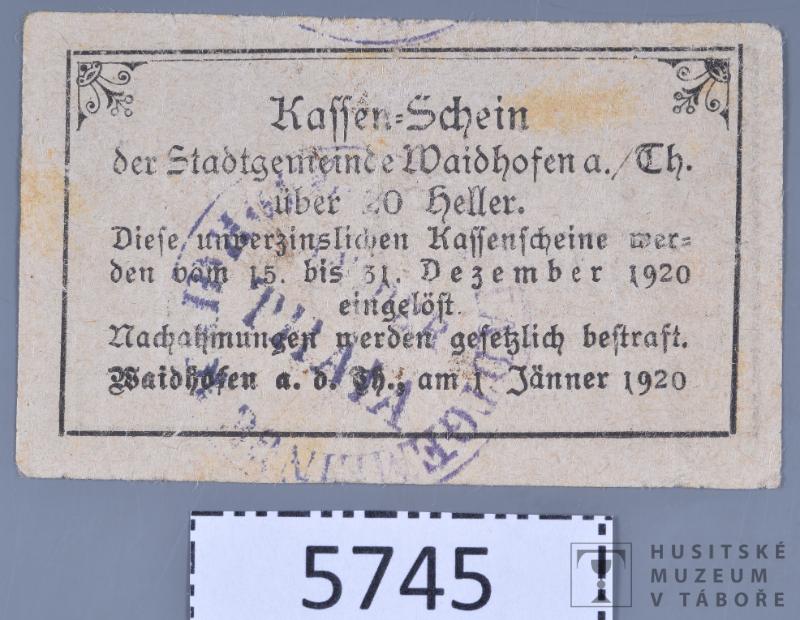 Kassen-Schein
der Stadtgemeinde Waidhofen a./Th.
über 20 Heller.
Diese unverzinslichen Kassenscheine wer-
den vom 15. bis 31. Dezember 1920
eingelöst.
Nachahmungen werden gesetzlich bestraft.
Waidhofen a. d. Th., am 1 Jänner 1920
5745
HUSITSKÉ
MUZEUM
V TÁBOŘE